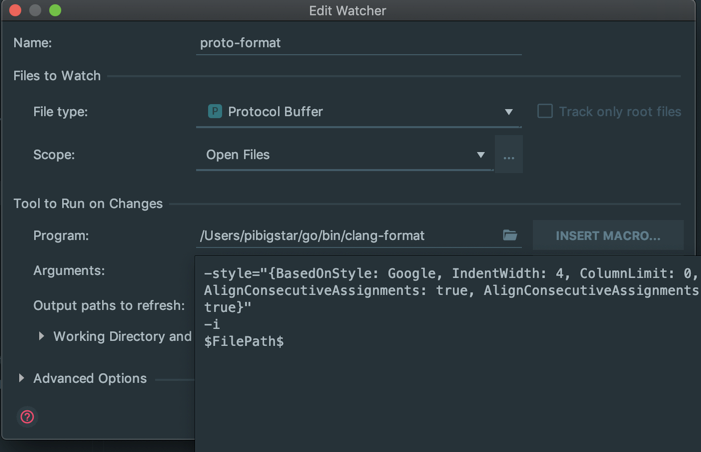 Edit Watcher
Name:
proto-format
Files to Watch
File type:
P Protocol Buffer
Track only root files
Scope:
Open Files
...
Tool to Run on Changes
Program:
/Users/pibigstar/go/bin/clang-format
INSERT MACRO...
Arguments:
-style="{BasedOnStyle: Google, IndentWidth: 4, ColumnLimit: 0,
AlignConsecutiveAssignments: true, AlignConsecutiveAssignments
true}"
-i
$FilePath$
Output paths to refresh:
Working Directory and
Advanced Options
?